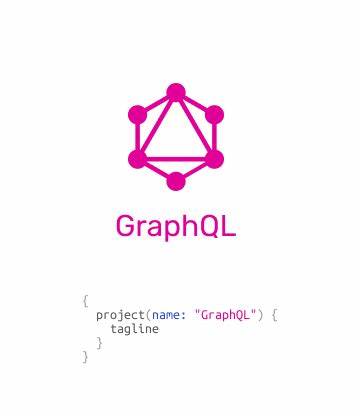 GraphQL
{
  project(name: "GraphQL") {
    tagline
  }
}